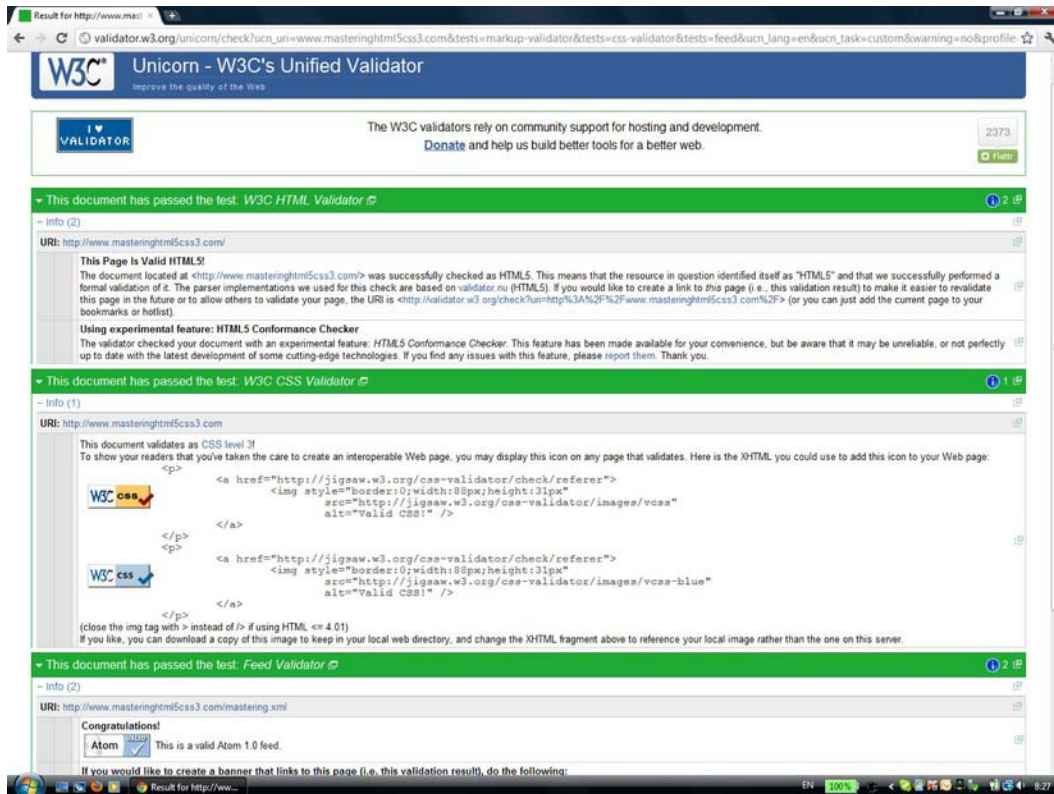 Result for http://www.mast
validator.w3.org/unicorn/check?ucn_uri=www.masteringhtml5css3.com&tests=markup-validator&tests=css-validator&tests=feed&ucn_lang=en&ucn_task=custom&warning=no&profile
W3C® Unicorn - W3C's Unified Validator
Improve the quality of the Web
I ♥ VALIDATOR
The W3C validators rely on community support for hosting and development.
Donate and help us build better tools for a better web.
2373
Flattr
This document has passed the test: W3C HTML Validator
2
– Info (2)
URI: http://www.masteringhtml5css3.com/
This Page Is Valid HTML5!
The document located at <http://www.masteringhtml5css3.com/> was successfully checked as HTML5. This means that the resource in question identified itself as "HTML5" and that we successfully performed a
formal validation of it. The parser implementations we used for this check are based on validator.nu (HTML5). If you would like to create a link to this page (i.e., this validation result) to make it easier to revalidate
this page in the future or to allow others to validate your page, the URI is <http://validator.w3.org/check?uri=http%3A%2F%2Fwww.masteringhtml5css3.com%2F> (or you can just add the current page to your
bookmarks or hotlist).
Using experimental feature: HTML5 Conformance Checker
The validator checked your document with an experimental feature: HTML5 Conformance Checker. This feature has been made available for your convenience, but be aware that it may be unreliable, or not perfectly
up to date with the latest development of some cutting-edge technologies. If you find any issues with this feature, please report them. Thank you.
This document has passed the test: W3C CSS Validator
1
– Info (1)
URI: http://www.masteringhtml5css3.com
This document validates as CSS level 3!
To show your readers that you've taken the care to create an interoperable Web page, you may display this icon on any page that validates. Here is the XHTML you could use to add this icon to your Web page:
<p>
<a href="http://jigsaw.w3.org/css-validator/check/referer">
W3C css
<img style="border:0;width:88px;height:31px"
src="http://jigsaw.w3.org/css-validator/images/vcss"
alt="Valid CSS!" />
</a>
</p>
<p>
<a href="http://jigsaw.w3.org/css-validator/check/referer">
W3C css
<img style="border:0;width:88px;height:31px"
src="http://jigsaw.w3.org/css-validator/images/vcss-blue"
alt="Valid CSS!" />
</a>
</p>
(close the img tag with > instead of /> if using HTML <= 4.01)
If you like, you can download a copy of this image to keep in your local web directory, and change the XHTML fragment above to reference your local image rather than the one on this server.
This document has passed the test: Feed Validator
2
– Info (2)
URI: http://www.masteringhtml5css3.com/mastering.xml
Congratulations!
Atom This is a valid Atom 1.0 feed.
If you would like to create a banner that links to this page (i.e. this validation result), do the following:
Result for http://ww...
EN 100% 8:27